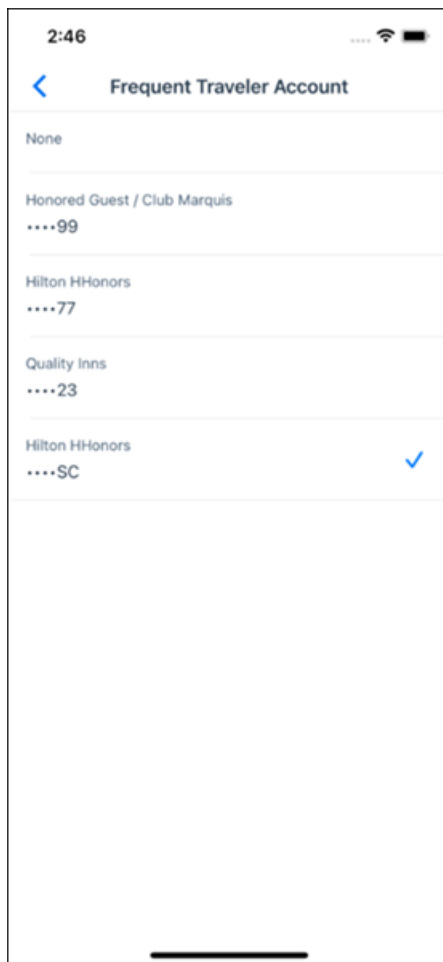 2:46
Frequent Traveler Account
None
Honored Guest / Club Marquis
••••99
Hilton HHonors
••••77
Quality Inns
••••23
Hilton HHonors
••••SC